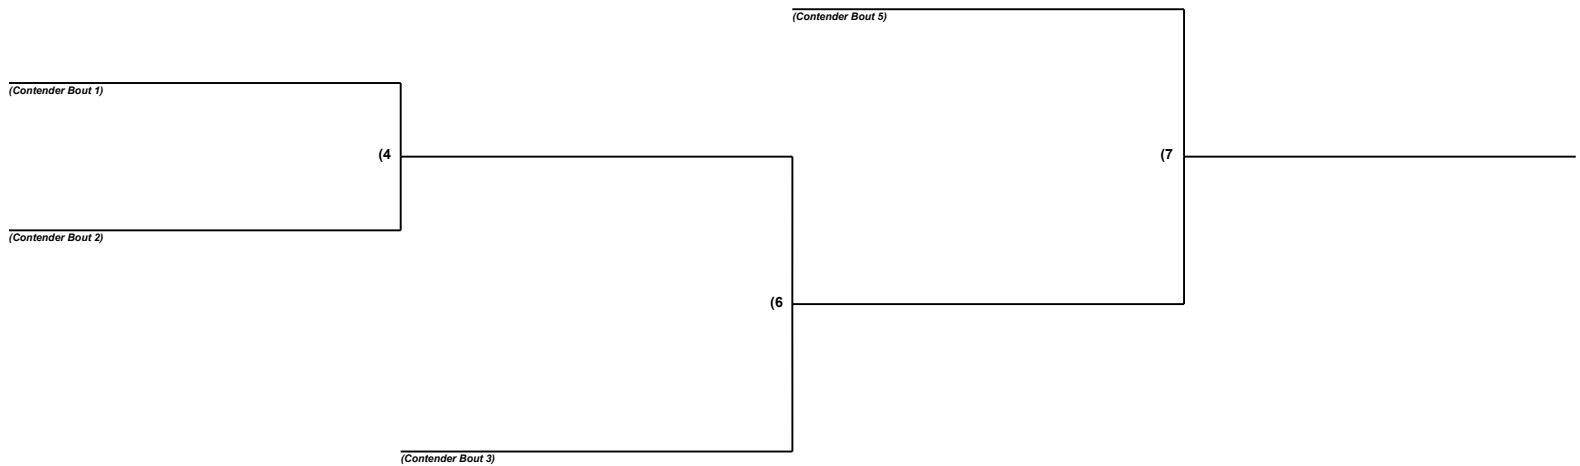 (Contender Bout 5)
(Contender Bout 1)
(4
(7
(Contender Bout 2)
(6
(Contender Bout 3)